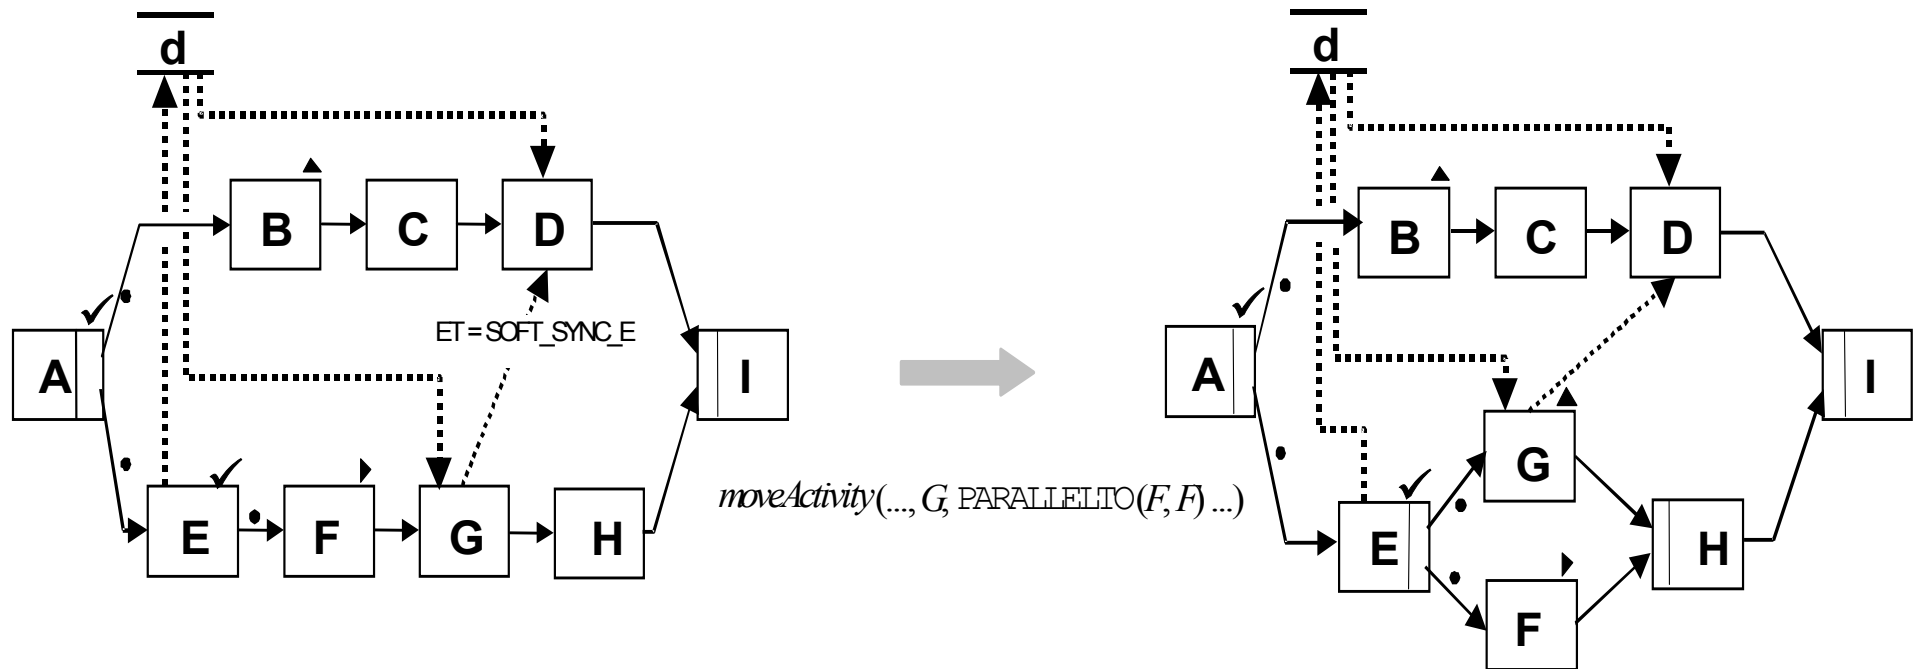 d
B C D
ET = SOFT_SYNC_E
A I
E F G H
moveActivity(..., G, PARALLELTO(F, F) ...)
d
B C D
A I
G
E H
F